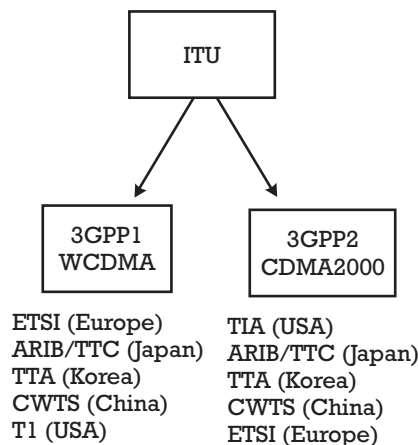 ITU
3GPP1
WCDMA
3GPP2
CDMA2000
ETSI (Europe)
ARIB/TTC (Japan)
TTA (Korea)
CWTS (China)
T1 (USA)
TIA (USA)
ARIB/TTC (Japan)
TTA (Korea)
CWTS (China)
ETSI (Europe)